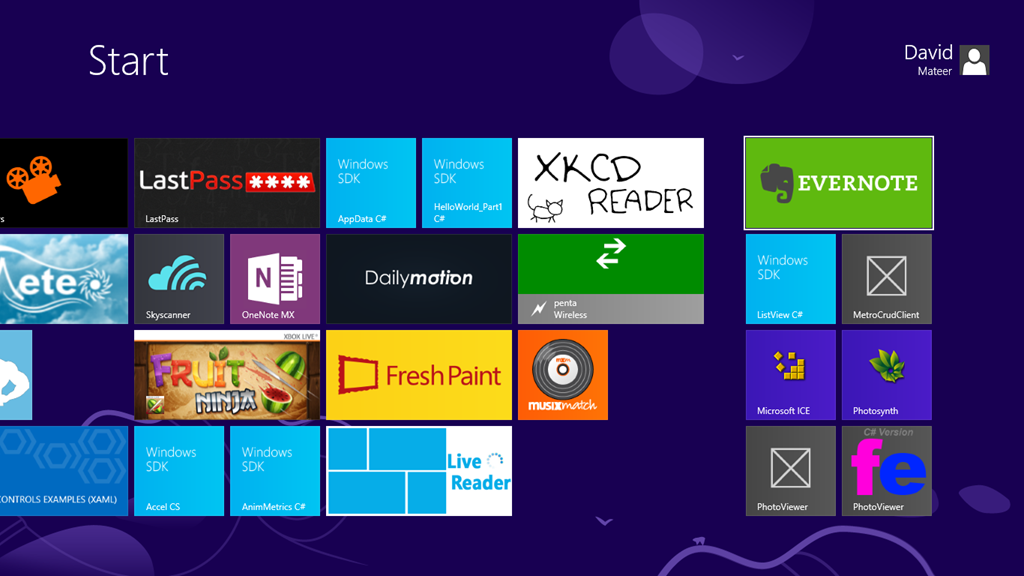 Start
David
Mateer
s
LastPass ****
LastPass
Windows
SDK
AppData C#
Windows
SDK
HelloWorld_Part1
C#
XKCD
READER
EVERNOTE
Mete
Skyscanner
N
OneNote MX
Dailymotion
penta
Wireless
Windows
SDK
ListView C#
MetroCrudClient
XBOX LIVE
FRUIT
NINJA
Fresh Paint
musixmatch
Microsoft ICE
Photosynth
CONTROLS EXAMPLES (XAML)
Windows
SDK
Accel CS
Windows
SDK
AnimMetrics C#
Live
Reader
PhotoViewer
C# Version
fe
PhotoViewer